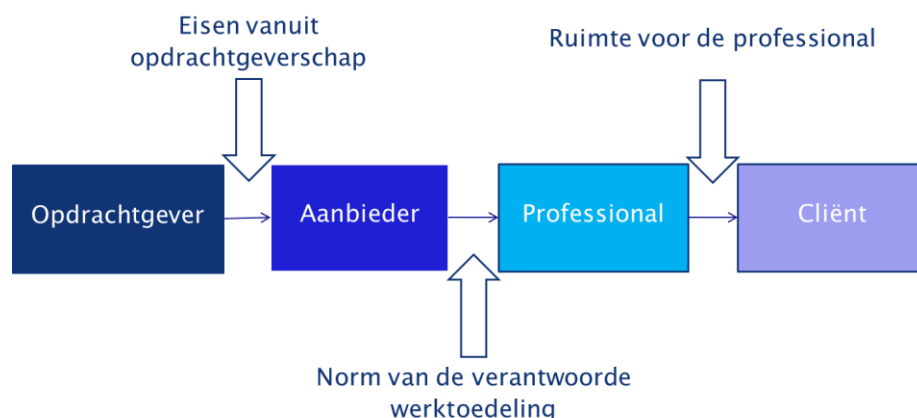 Eisen vanuit
opdrachtgeverschap
Ruimte voor de professional
Opdrachtgever
Aanbieder
Professional
Cliënt
Norm van de verantwoorde
werktoedeling